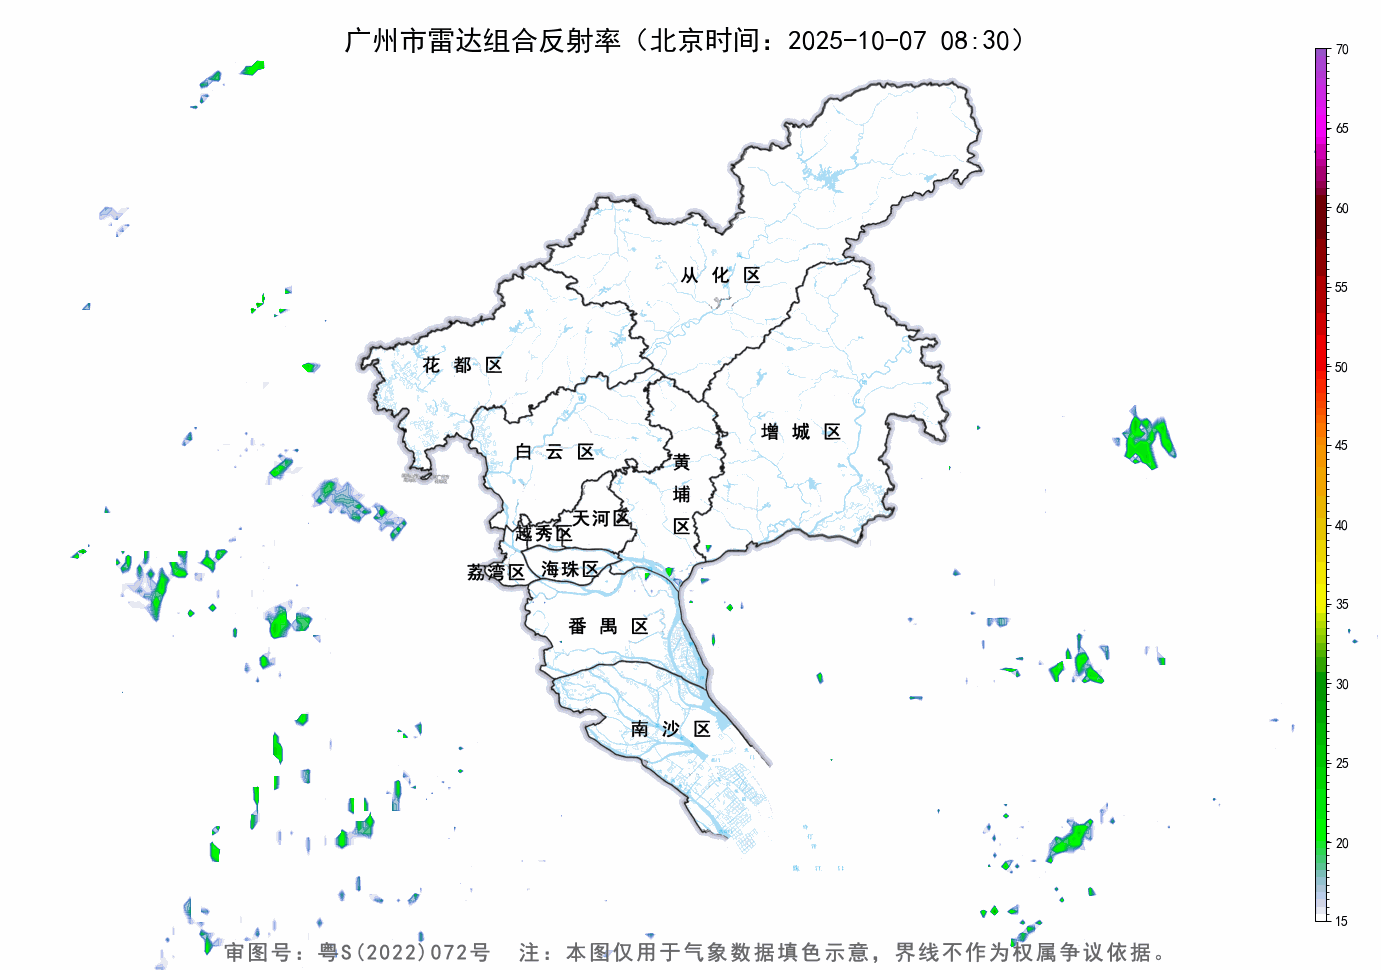 广州市雷达组合反射率（北京时间：2025-10-07 08:30）
70
65
60
55
50
45
40
35
30
25
20
15
从化区
花都区
增城区
白云区
黄埔区
天河区
越秀区
海珠区
荔湾区
番禺区
南沙区
审图号：粤S(2022)072号 注：本图仅用于气象数据填色示意，界线不作为权属争议依据。